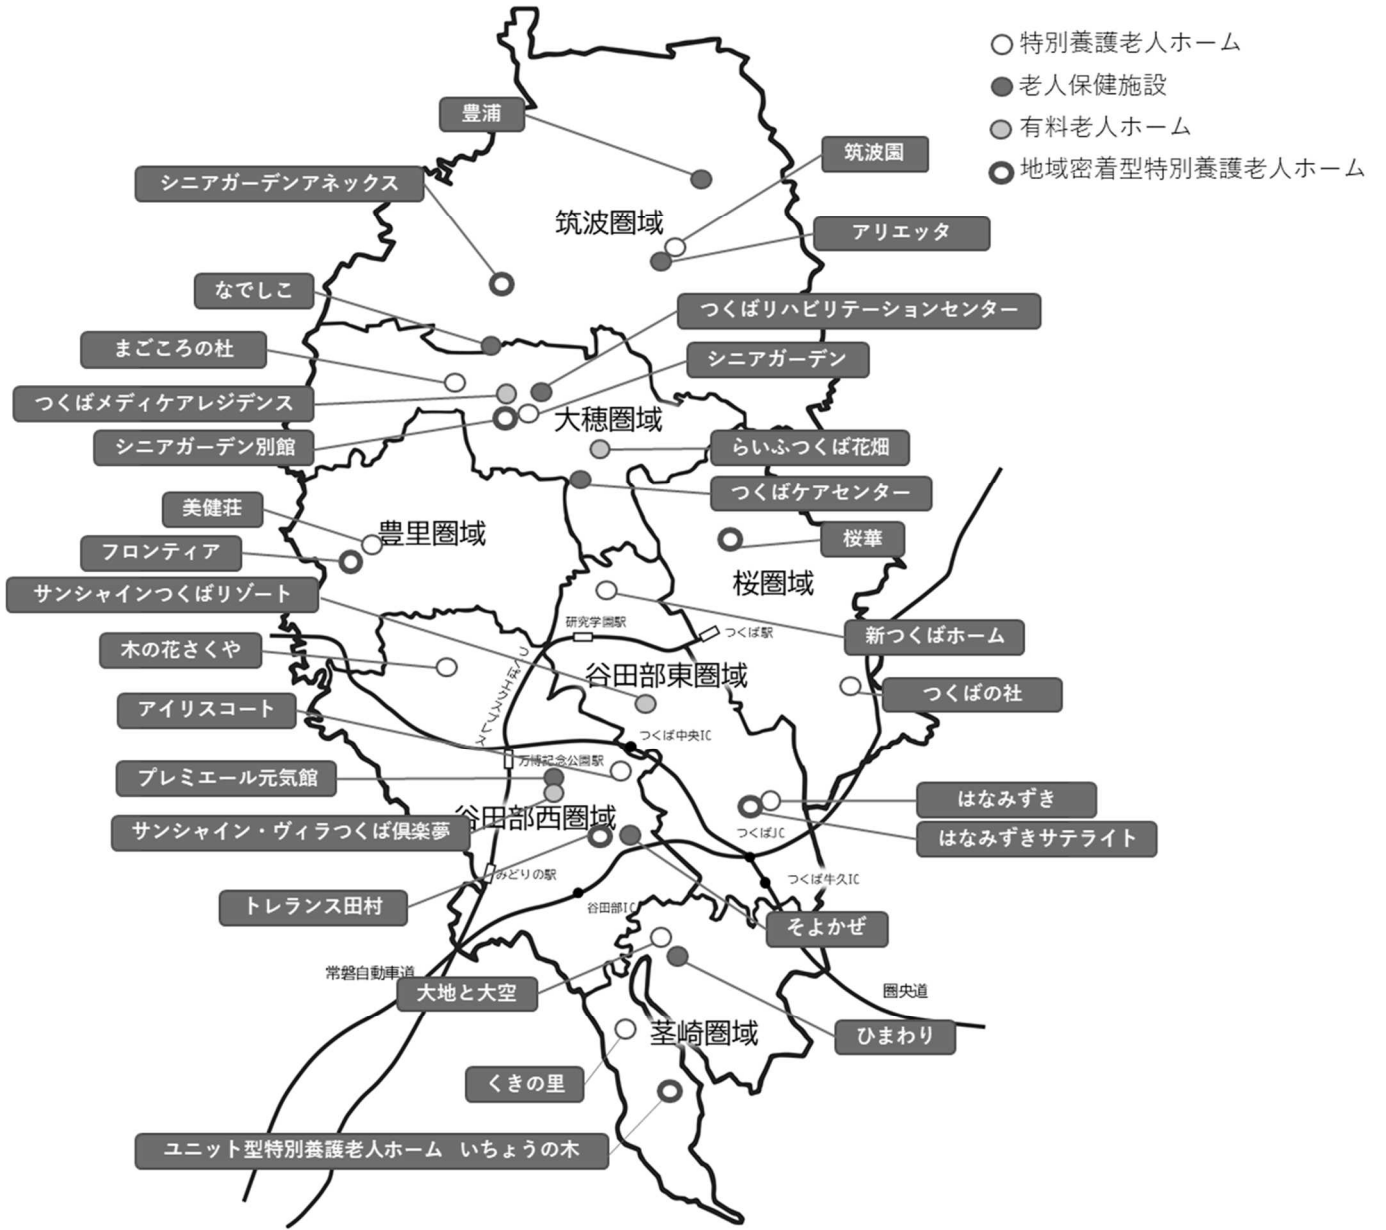 特別養護老人ホーム
老人保健施設
有料老人ホーム
地域密着型特別養護老人ホーム
豊浦
筑波園
シニアガーデンアネックス
筑波圏域
アリエッタ
なでしこ
つくばリハビリテーションセンター
まごころの杜
シニアガーデン
つくばメディケアレジデンス
大穂圏域
シニアガーデン別館
らいふつくば花畑
つくばケアセンター
美健荘
豊里圏域
桜華
フロンティア
桜圏域
サンシャインつくばリゾート
研究学園駅
つくば駅
新つくばホーム
木の花さくや
つくばエクスプレス
谷田部東圏域
つくばの社
アイリスコート
つくば中央IC
万博記念公園駅
プレミエール元気館
はなみずき
谷田部西圏域
サンシャイン・ヴィラつくば倶楽夢
つくばJC
はなみずきサテライト
みどりの駅
つくば牛久IC
トレランス田村
谷田部IC
そよかぜ
常磐自動車道
大地と大空
圏央道
茎崎圏域
ひまわり
くきの里
ユニット型特別養護老人ホーム　いちょうの木